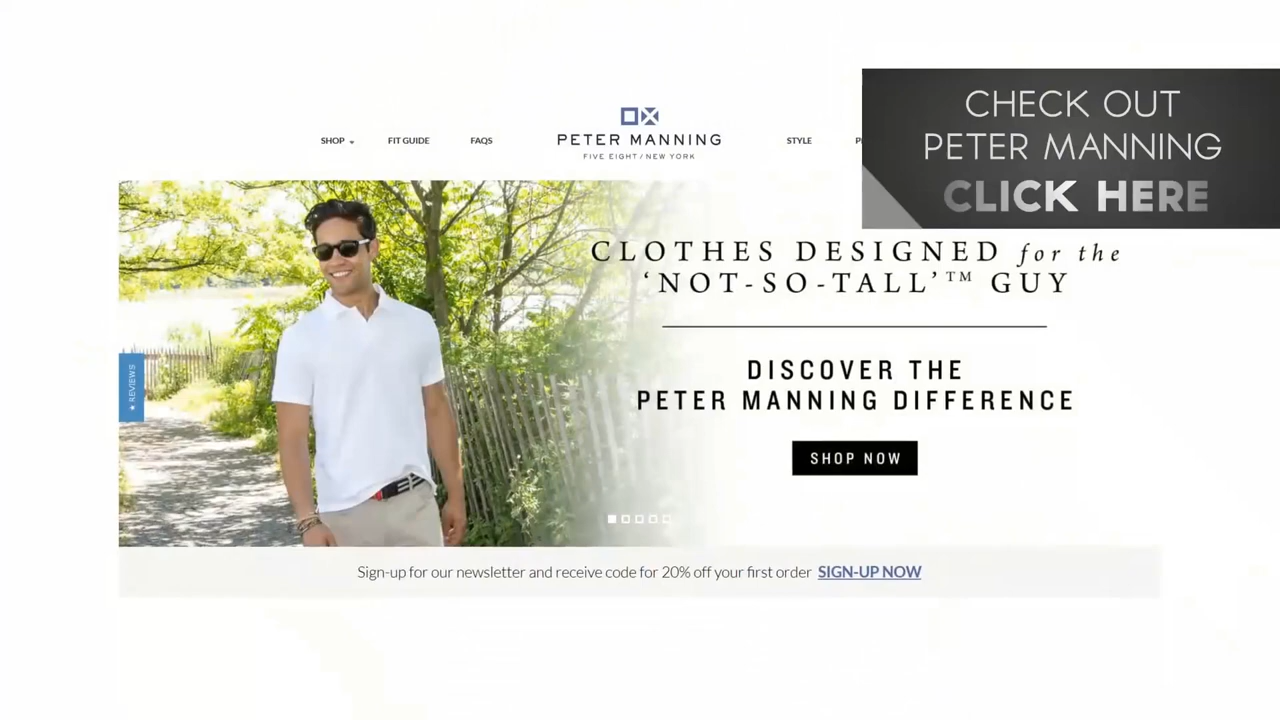 CHECK OUT
PETER MANNING
CLICK HERE
SHOP
FIT GUIDE
FAQS
PETER MANNING
FIVE EIGHT / NEW YORK
STYLE
CLOTHES DESIGNED for the
‘NOT-SO-TALL’™ GUY
DISCOVER THE
PETER MANNING DIFFERENCE
SHOP NOW
★ REVIEWS
Sign-up for our newsletter and receive code for 20% off your first order SIGN-UP NOW